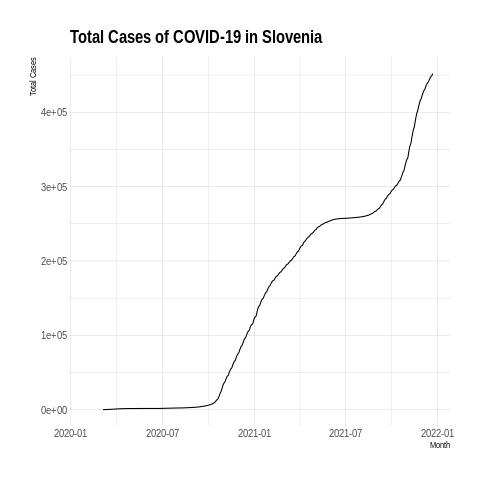 Total Cases of COVID-19 in Slovenia
Total Cases
4e+05
3e+05
2e+05
1e+05
0e+00
2020-01 2020-07 2021-01 2021-07 2022-01
Month